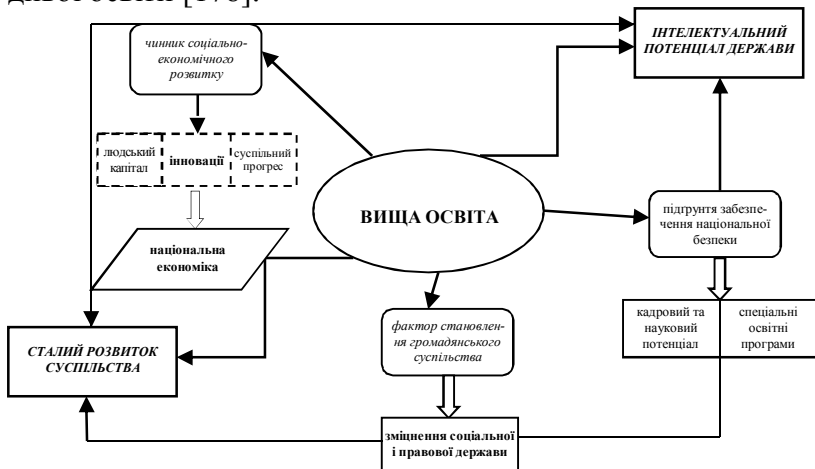 чинник соціально-
економічного
розвитку
ІНТЕЛЕКТУАЛЬНИЙ
ПОТЕНЦІАЛ ДЕРЖАВИ
людський
капітал
інновації
суспільний
прогрес
ВИЩА ОСВІТА
підґрунтя забезпе-
чення національної
безпеки
національна
економіка
кадровий та
науковий
потенціал
спеціальні
освітні
програми
фактор становлен-
ня громадянського
суспільства
СТАЛИЙ РОЗВИТОК
СУСПІЛЬСТВА
зміцнення соціальної
і правової держави